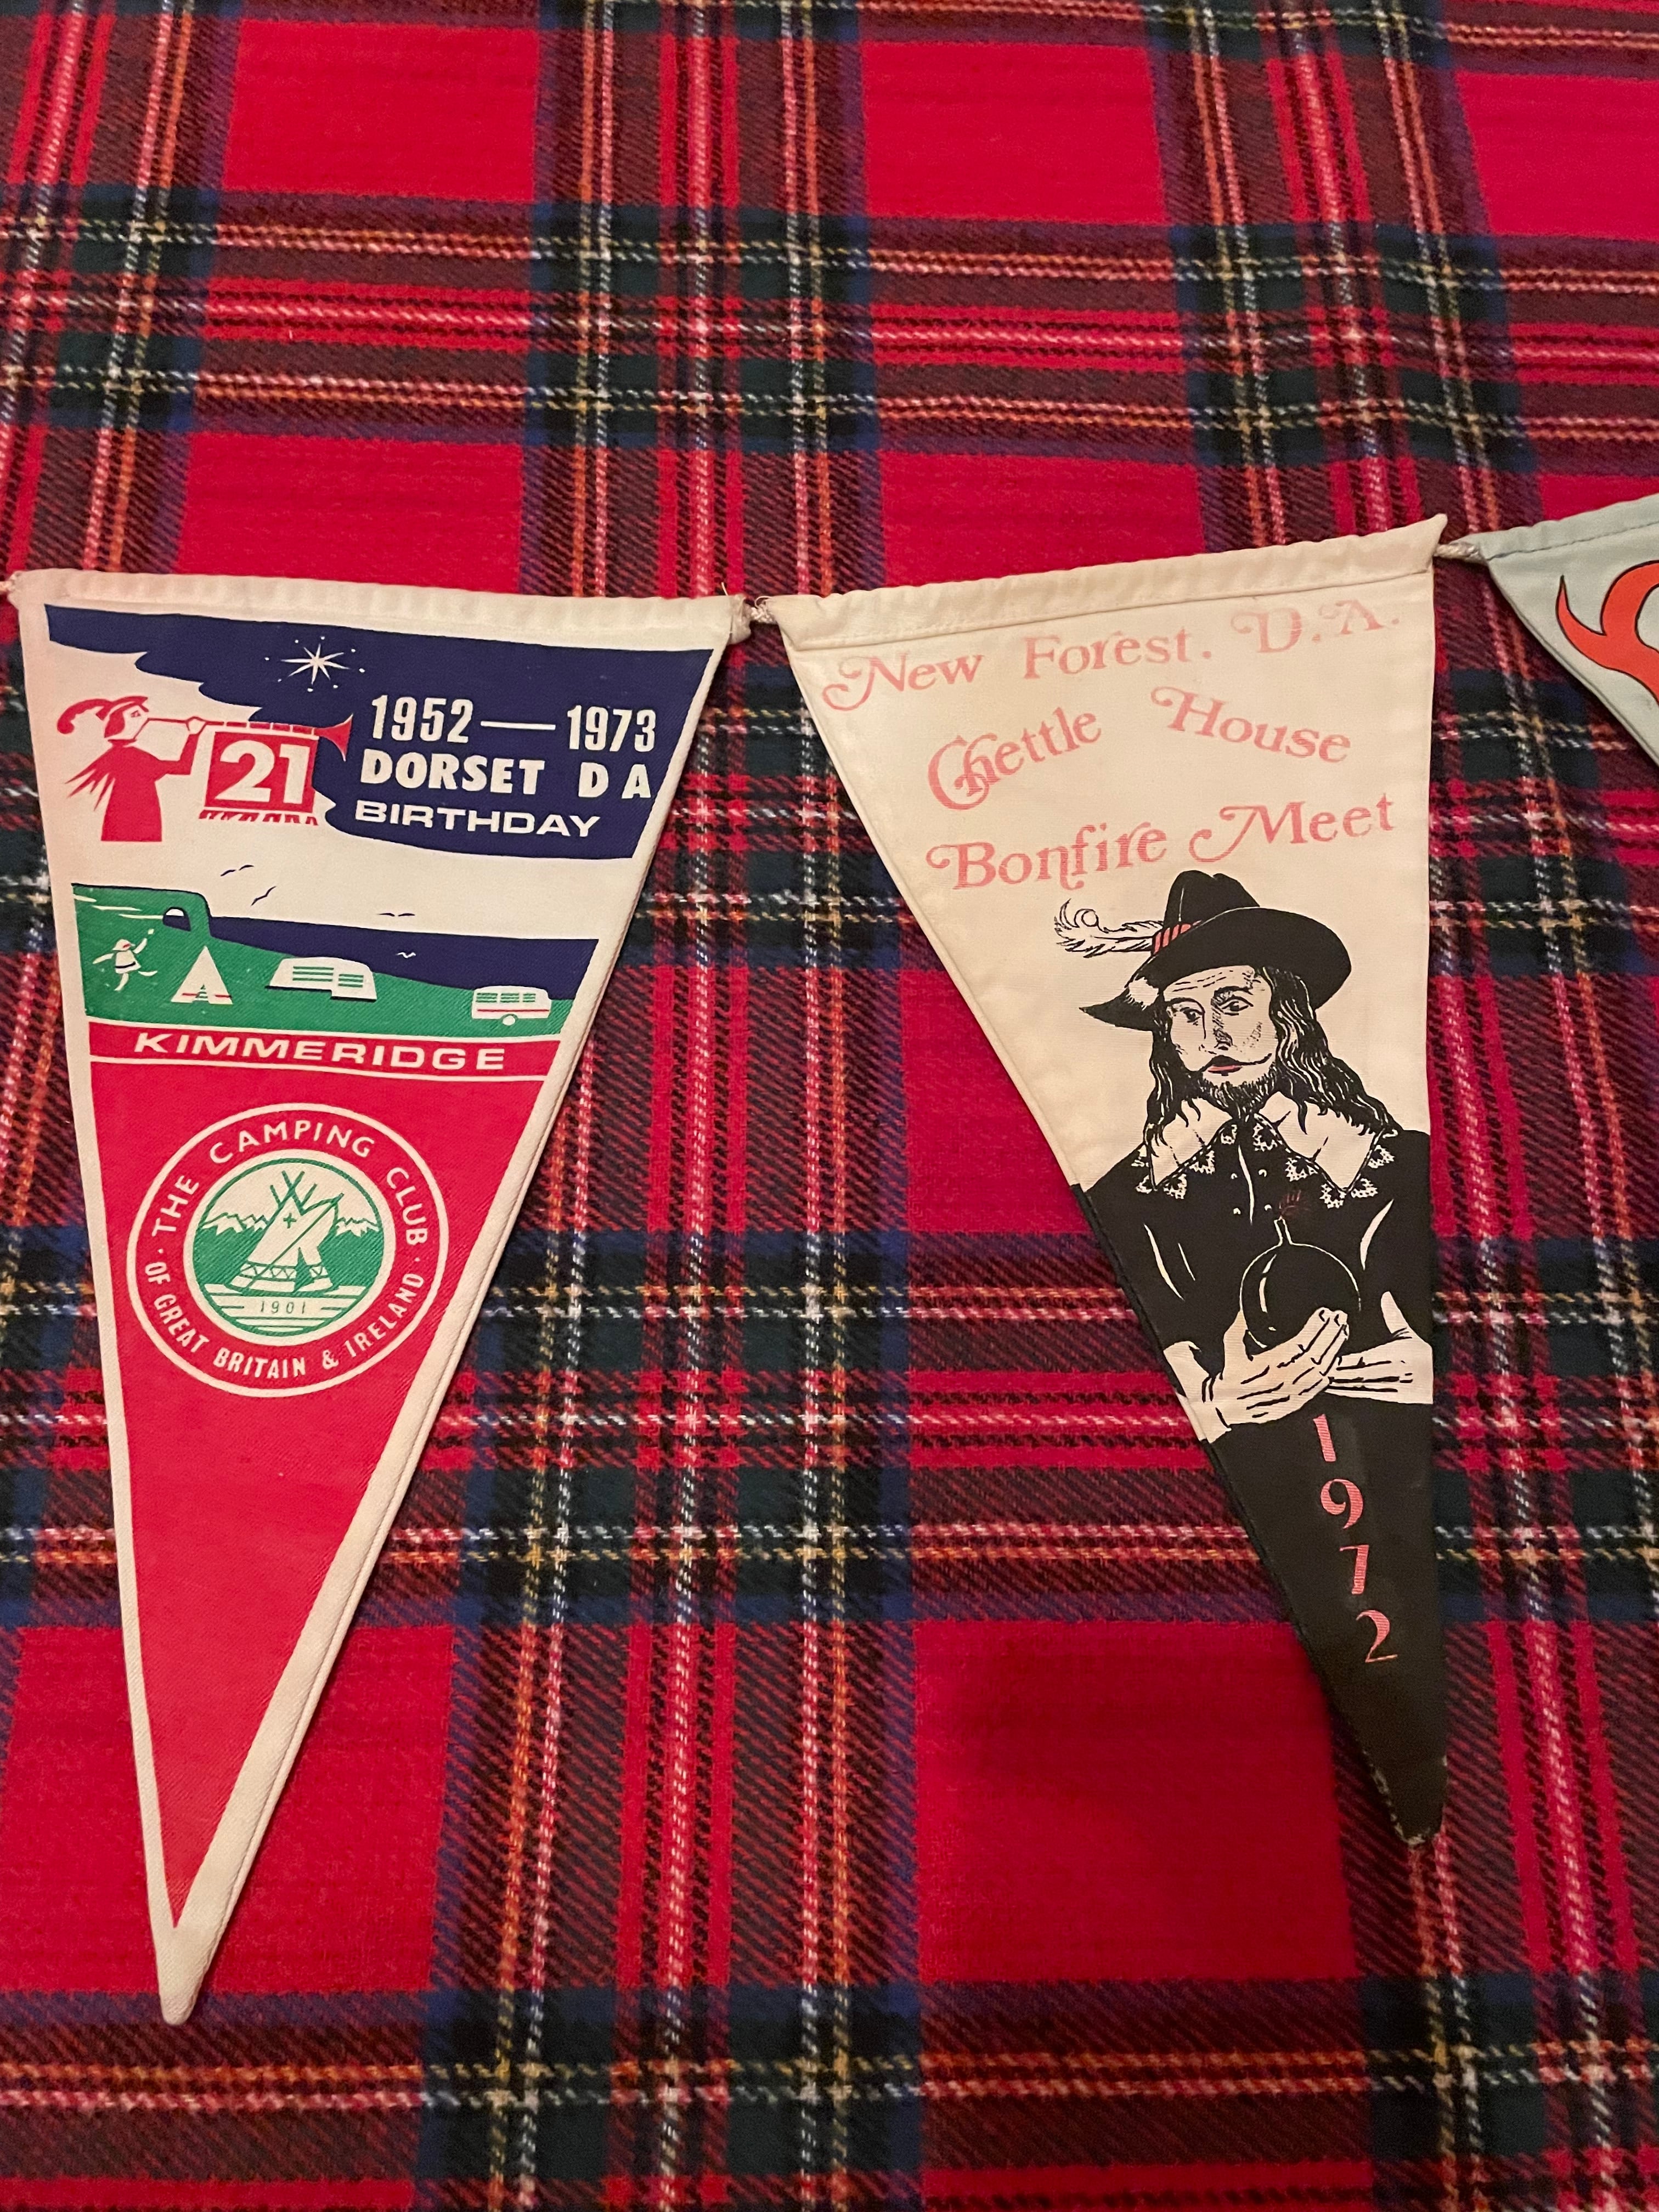 21
1952—1973
DORSET D A
BIRTHDAY
KIMMERIDGE
· THE CAMPING CLUB ·
OF GREAT BRITAIN & IRELAND
1901
New Forest. D.A.
Chettle House
Bonfire Meet
1972